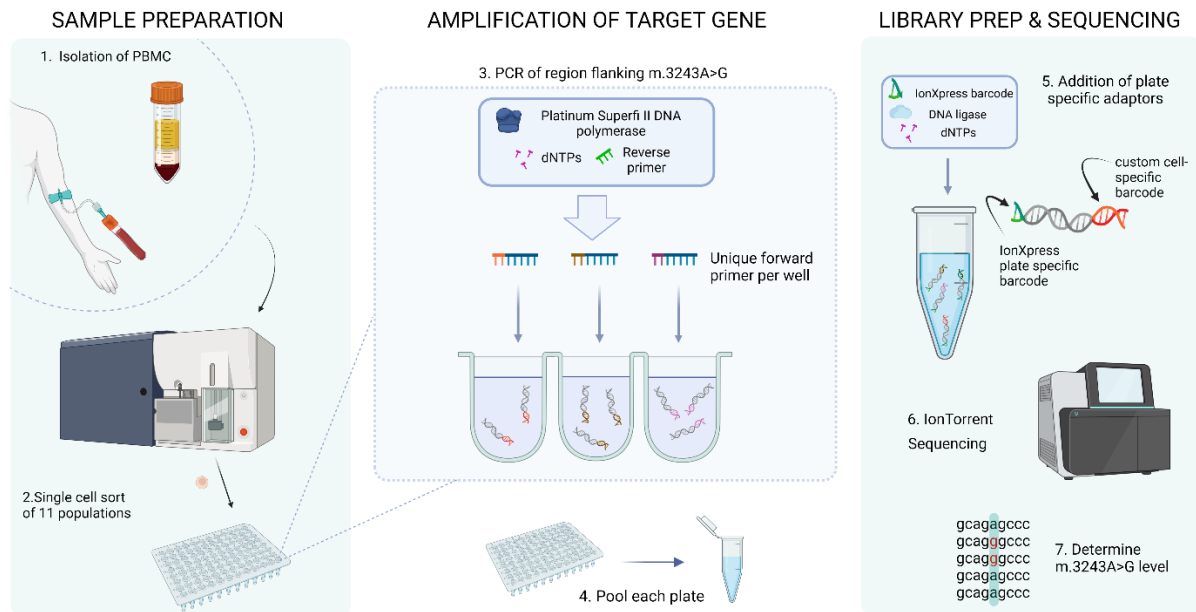 SAMPLE PREPARATION
1. Isolation of PBMC
2.Single cell sort
of 11 populations
AMPLIFICATION OF TARGET GENE
3. PCR of region flanking m.3243A>G
Platinum Superfi II DNA
polymerase
dNTPs
Reverse
primer
Unique forward
primer per well
4. Pool each plate
LIBRARY PREP & SEQUENCING
IonXpress barcode
DNA ligase
dNTPs
5. Addition of plate
specific adaptors
custom cell-
specific
barcode
IonXpress
plate specific
barcode
6. IonTorrent
Sequencing
gcagagccc
gcagggccc
gcagggccc
gcagagccc
gcagagccc
7. Determine
m.3243A>G level